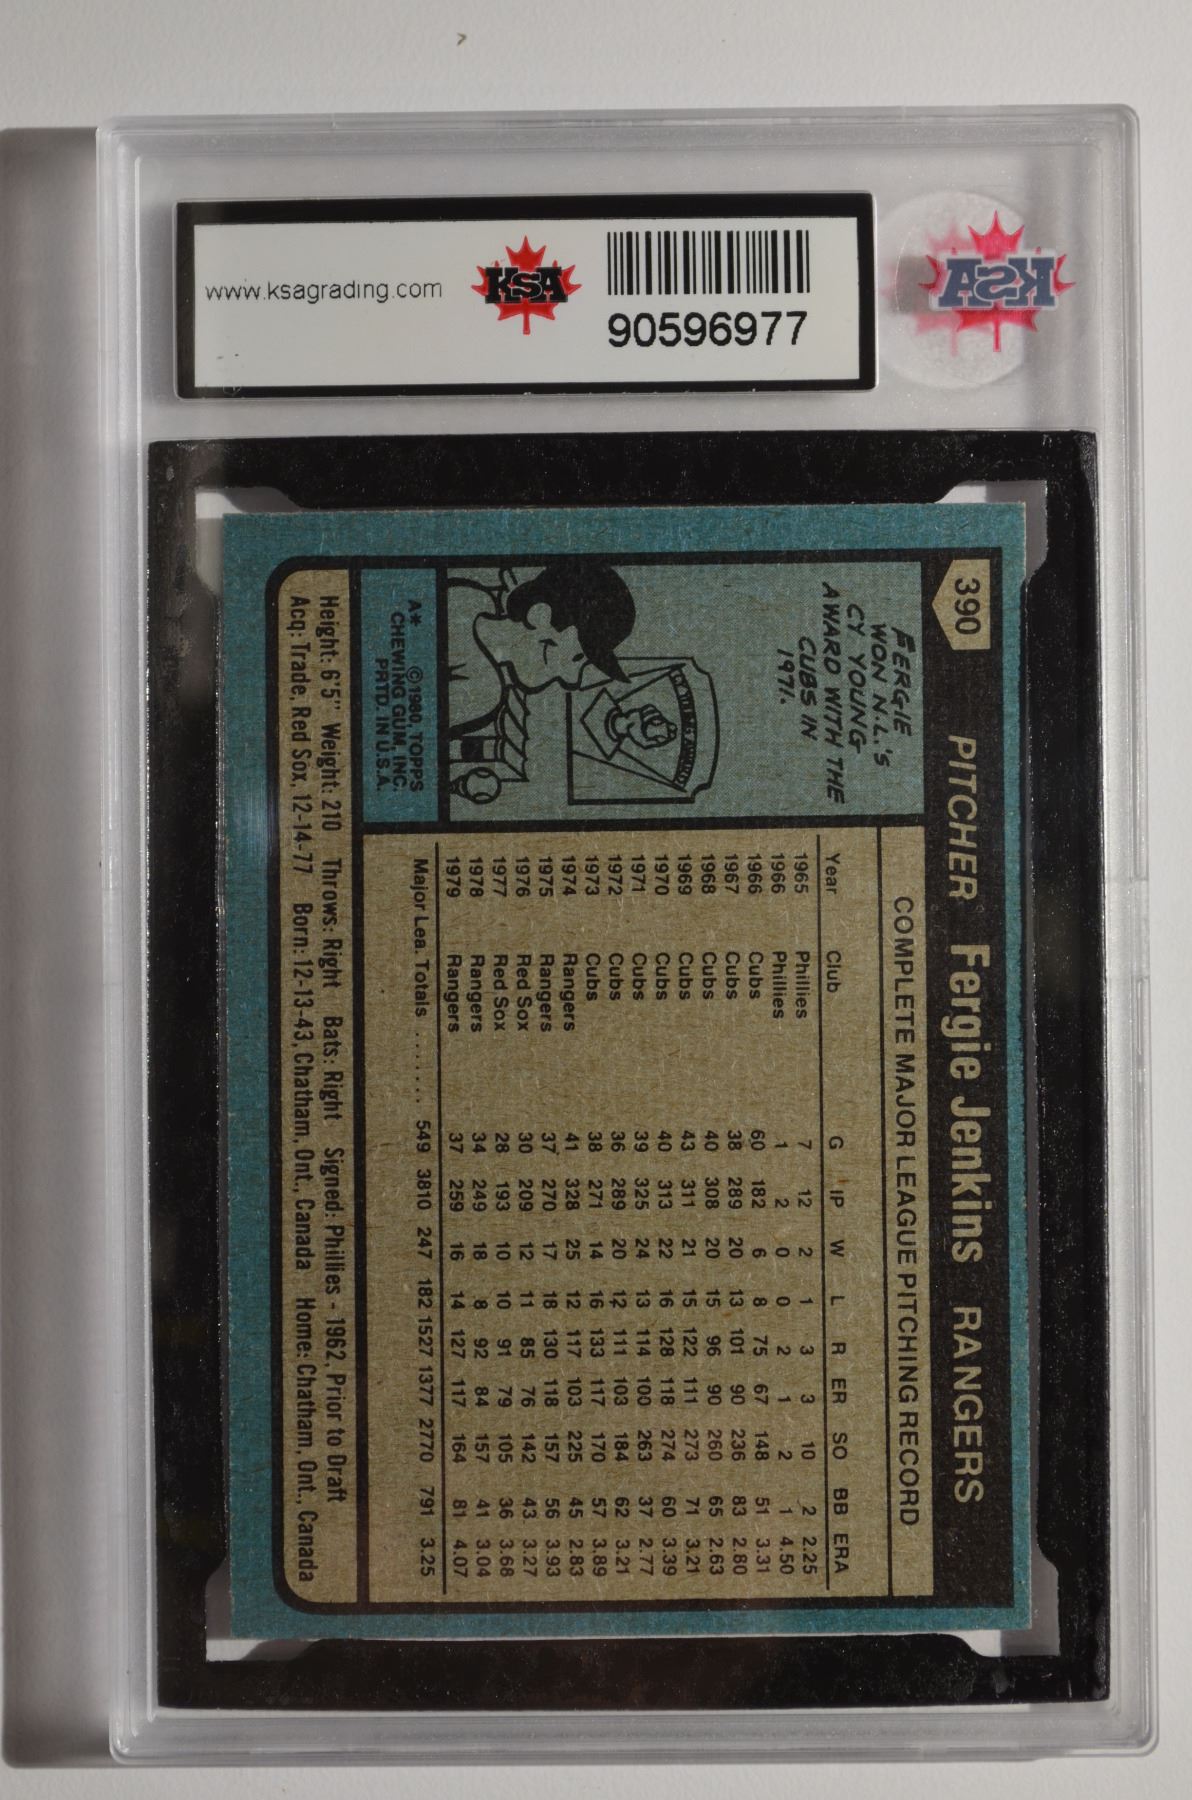 www.ksagrading.com
KSA
90596977
KSA
390 PITCHER Fergie Jenkins RANGERS
FERGIE
WON N.L.'s
CY YOUNG
AWARD WITH THE
CUBS IN
1971.
CY YOUNG AWARD
A* ©1980, TOPPS
CHEWING GUM, INC.
PRTD. IN U.S.A.
COMPLETE MAJOR LEAGUE PITCHING RECORD
Year Club G IP W L R ER SO BB ERA
1965 Phillies 7 12 2 1 3 3 10 2 2.25
1966 Phillies 1 2 0 0 2 1 2 1 4.50
1966 Cubs 60 182 6 8 75 67 148 51 3.31
1967 Cubs 38 289 20 13 101 90 236 83 2.80
1968 Cubs 40 308 20 15 96 90 260 65 2.63
1969 Cubs 43 311 21 15 122 111 273 71 3.21
1970 Cubs 40 313 22 16 128 118 274 60 3.39
1971 Cubs 39 325 24 13 114 100 263 37 2.77
1972 Cubs 36 289 20 12 111 103 184 62 3.21
1973 Cubs 38 271 14 16 133 117 170 57 3.89
1974 Rangers 41 328 25 12 117 103 225 45 2.83
1975 Rangers 37 270 17 18 130 118 157 56 3.93
1976 Red Sox 30 209 12 11 85 76 142 43 3.27
1977 Red Sox 28 193 10 10 91 79 105 36 3.68
1978 Rangers 34 249 18 8 92 84 157 41 3.04
1979 Rangers 37 259 16 14 127 117 164 81 4.07
Major Lea. Totals ....... 549 3810 247 182 1527 1377 2770 791 3.25
Height: 6'5" Weight: 210 Throws: Right Bats: Right Signed: Phillies - 1962, Prior to Draft
Acq: Trade, Red Sox, 12-14-77 Born: 12-13-43, Chatham, Ont., Canada Home: Chatham, Ont., Canada